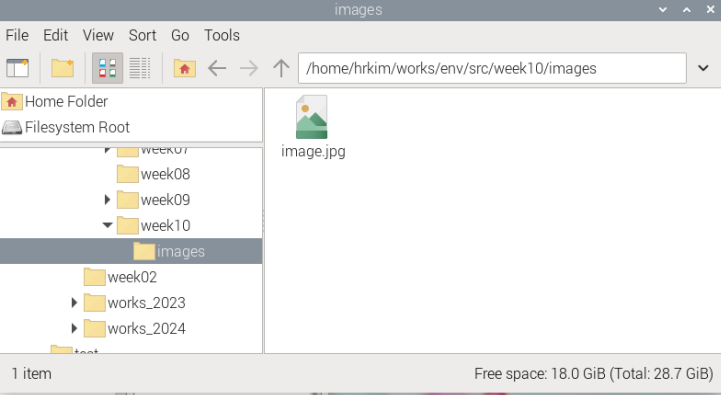 images
File Edit View Sort Go Tools
/home/hrkim/works/env/src/week10/images
Home Folder
Filesystem Root
week07
week08
week09
week10
images
week02
works_2023
works_2024
test
image.jpg
1 item
Free space: 18.0 GiB (Total: 28.7 GiB)